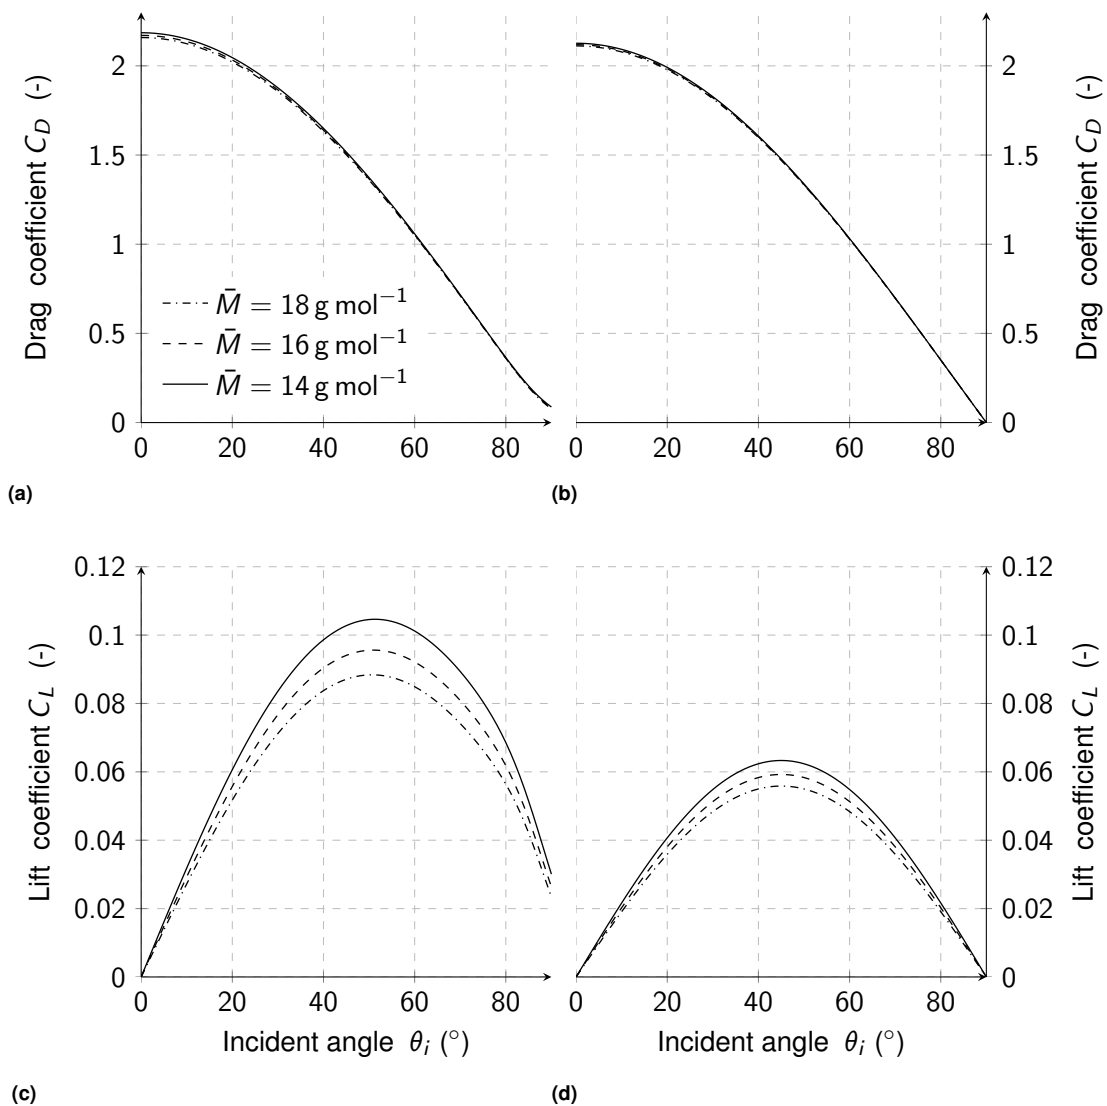 2
1.5
1
0.5
0
Drag coefficient C_D (-)
M̄ = 18 g mol⁻¹
M̄ = 16 g mol⁻¹
M̄ = 14 g mol⁻¹
0 20 40 60 80
(a)
2
1.5
1
0.5
0
Drag coefficient C_D (-)
0 20 40 60 80
(b)
0.12
0.1
0.08
0.06
0.04
0.02
0
Lift coefficient C_L (-)
0 20 40 60 80
Incident angle θ_i (°)
(c)
0.12
0.1
0.08
0.06
0.04
0.02
0
Lift coefficient C_L (-)
0 20 40 60 80
Incident angle θ_i (°)
(d)